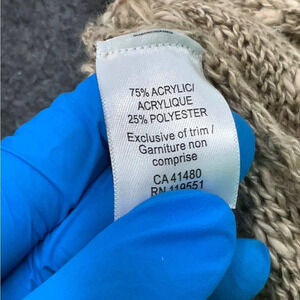 75% ACRYLIC/
ACRYLIQUE
25% POLYESTER
Exclusive of trim /
Garniture non
comprise
CA 41480
RN 119551